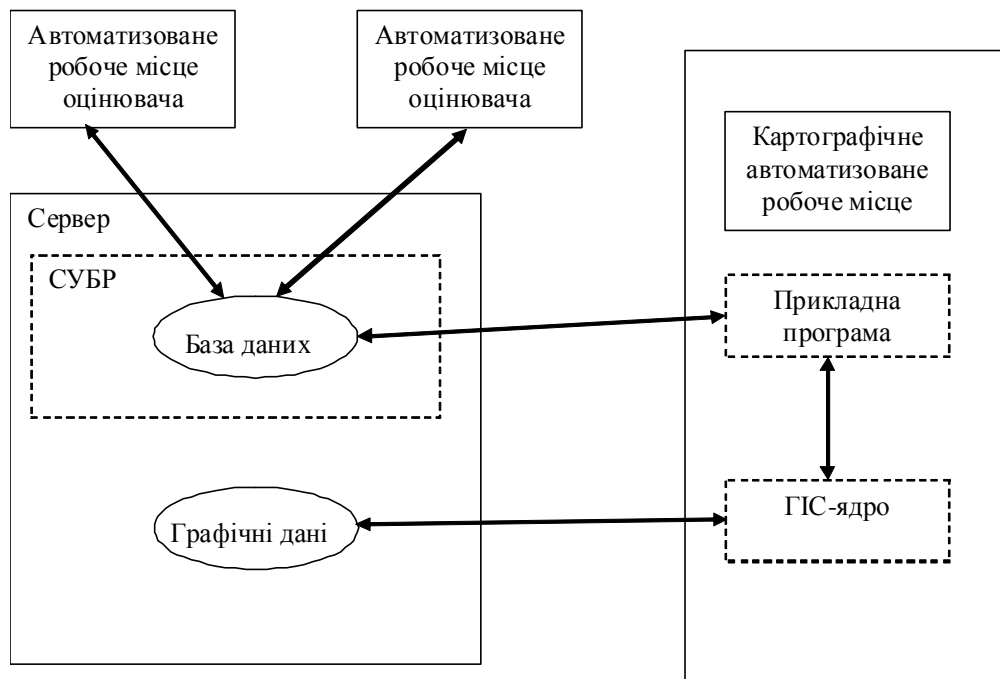 Автоматизоване
робоче місце
оцінювача
Автоматизоване
робоче місце
оцінювача
Картографічне
автоматизоване
робоче місце
Сервер
СУБР
База даних
Прикладна
програма
Графічні дані
ГІС-ядро